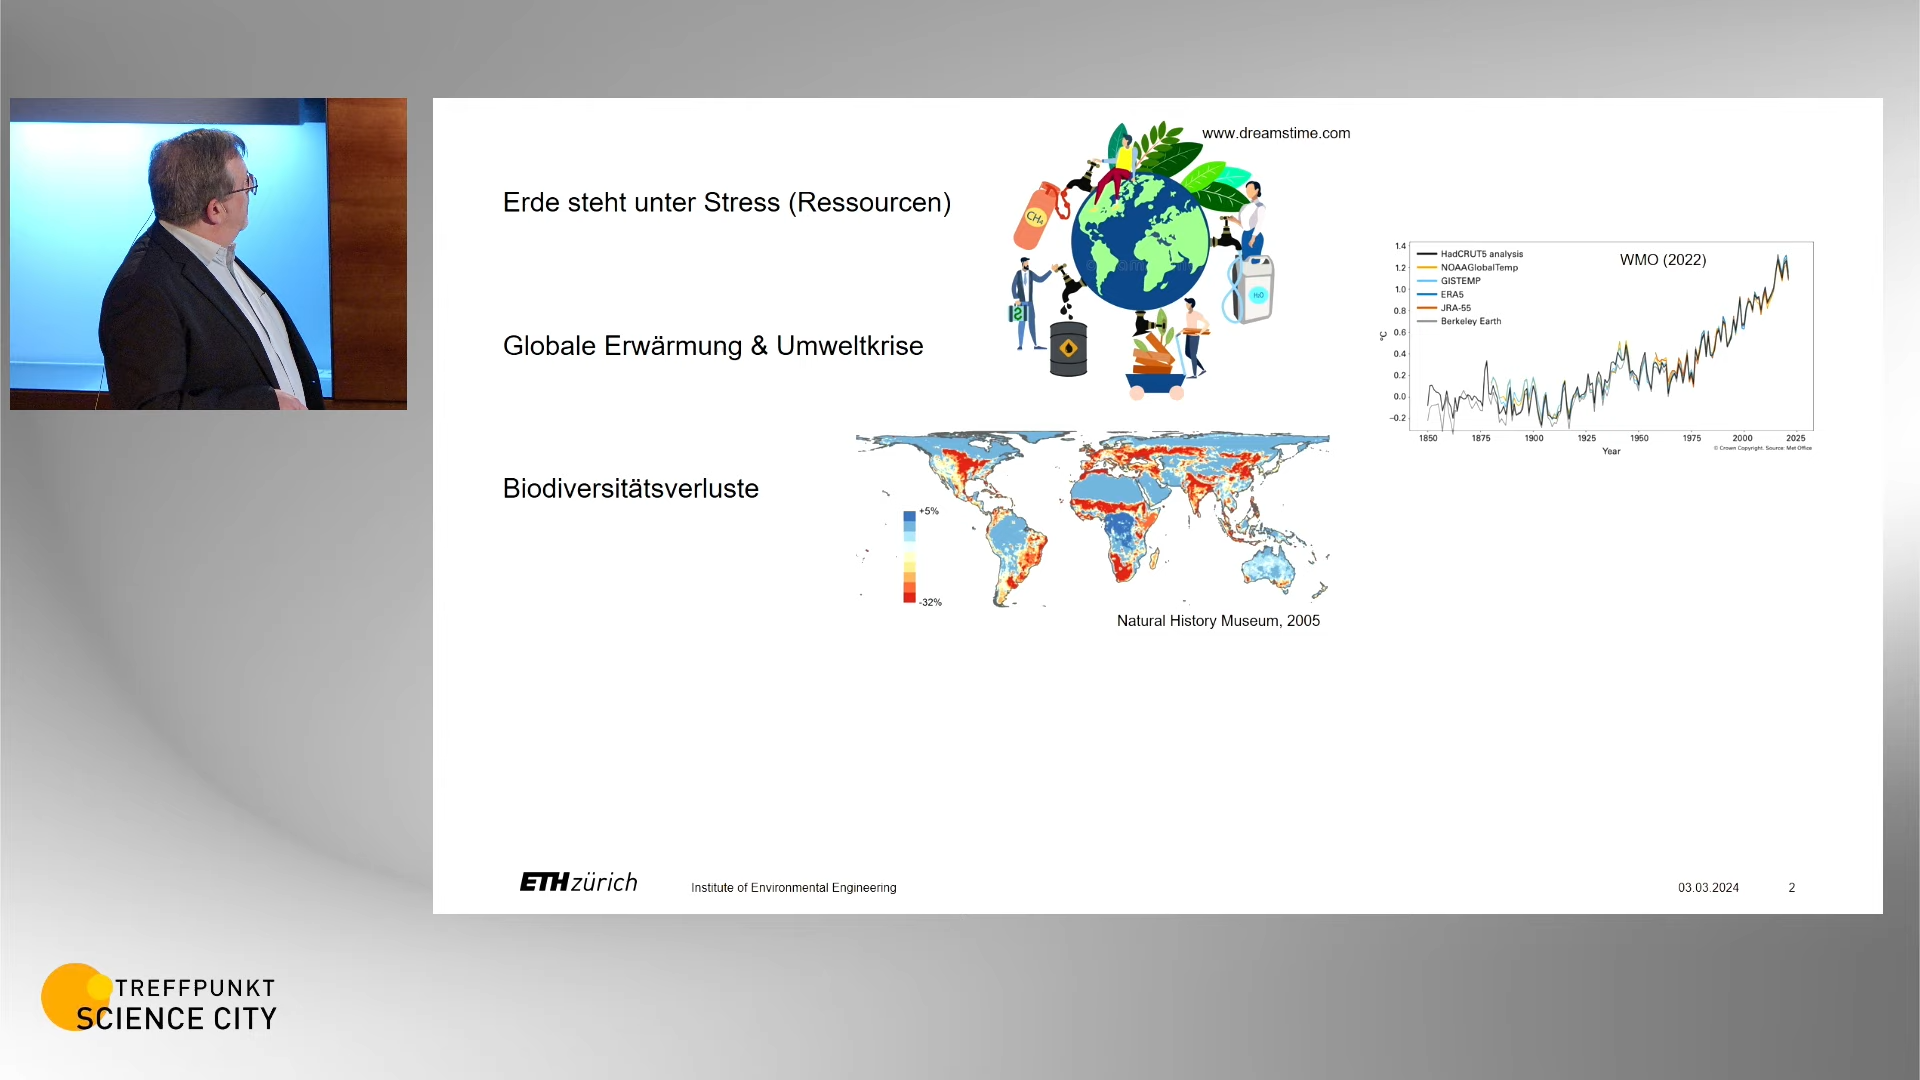 www.dreamstime.com
Erde steht unter Stress (Ressourcen)
CH₄
H₂O
$
Globale Erwärmung & Umweltkrise
WMO (2022)
HadCRUT5 analysis
NOAAGlobalTemp
GISTEMP
ERA5
JRA-55
Berkeley Earth
1.4
1.2
1.0
0.8
0.6
0.4
0.2
0.0
-0.2
°C
1850 1875 1900 1925 1950 1975 2000 2025
Year
© Crown Copyright. Source: Met Office
Biodiversitätsverluste
+5%
-32%
Natural History Museum, 2005
ETH zürich
Institute of Environmental Engineering
03.03.2024
2
TREFFPUNKT
SCIENCE CITY